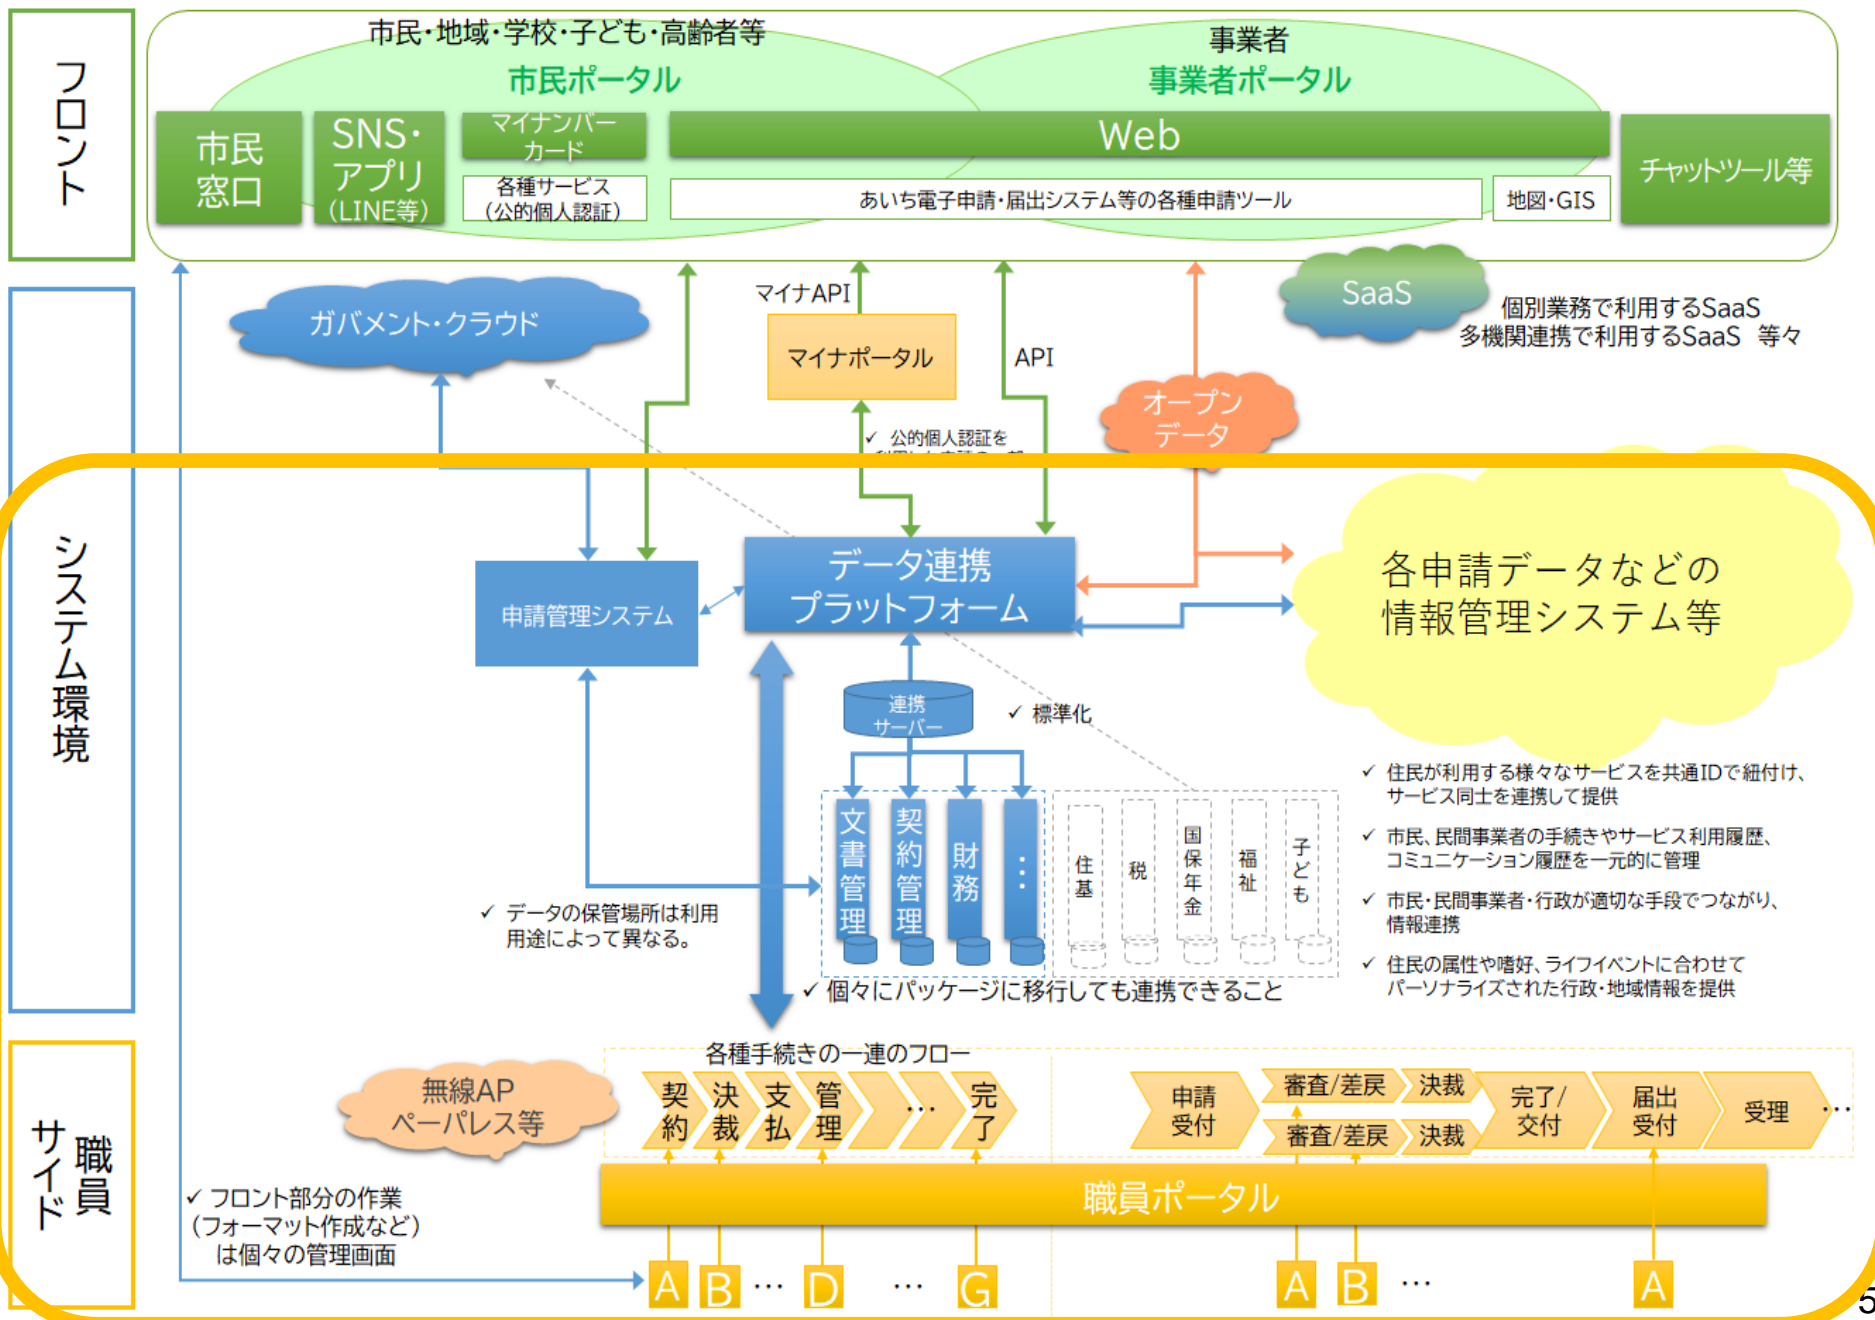 フロント
市民・地域・学校・子ども・高齢者等
市民ポータル
事業者
事業者ポータル
市民
窓口
SNS・
アプリ
(LINE等)
マイナンバー
カード
各種サービス
(公的個人認証)
Web
あいち電子申請・届出システム等の各種申請ツール
地図・GIS
チャットツール等
システム環境
ガバメント・クラウド
マイナAPI
マイナポータル
API
SaaS
個別業務で利用するSaaS
多機関連携で利用するSaaS 等々
オープン
データ
✓ 公的個人認証を
申請管理システム
データ連携
プラットフォーム
各申請データなどの
情報管理システム等
連携
サーバー
✓ 標準化
文書管理
契約管理
財務
⋮
住基
税
国保年金
福祉
子ども
✓ データの保管場所は利用
用途によって異なる。
✓ 個々にパッケージに移行しても連携できること
✓ 住民が利用する様々なサービスを共通IDで紐付け、
サービス同士を連携して提供
✓ 市民、民間事業者の手続きやサービス利用履歴、
コミュニケーション履歴を一元的に管理
✓ 市民・民間事業者・行政が適切な手段でつながり、
情報連携
✓ 住民の属性や嗜好、ライフイベントに合わせて
パーソナライズされた行政・地域情報を提供
職員
サイド
無線AP
ペーパレス等
各種手続きの一連のフロー
契約
決裁
支払
管理
…
完了
申請
受付
審査/差戻
決裁
審査/差戻
決裁
完了/
交付
届出
受付
受理
…
職員ポータル
✓ フロント部分の作業
(フォーマット作成など)
は個々の管理画面
A
B
…
D
…
G
A
B
…
A
5